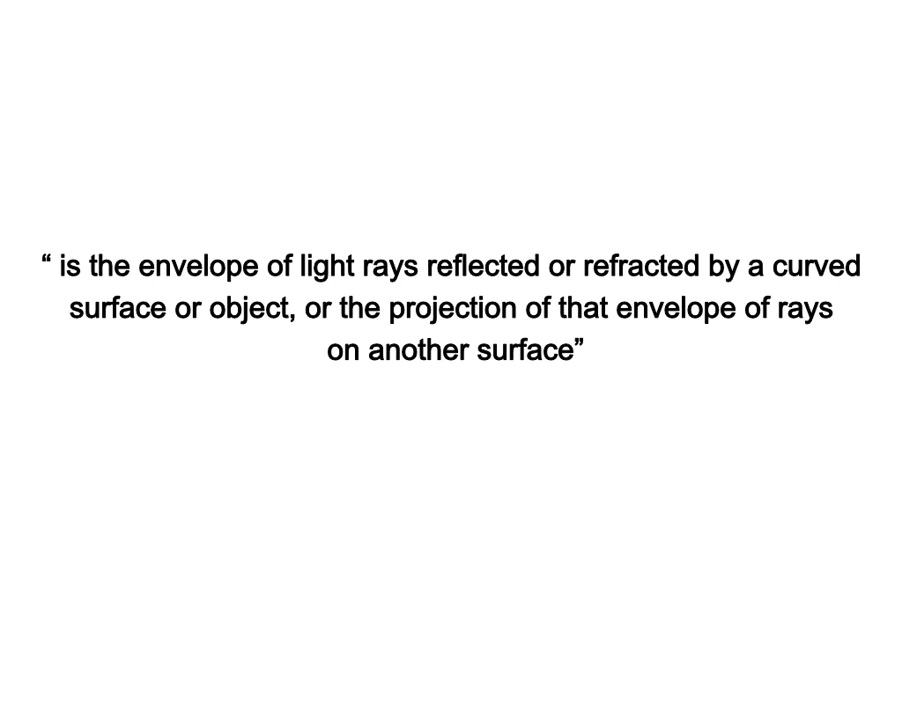 “ is the envelope of light rays reflected or refracted by a curved
surface or object, or the projection of that envelope of rays
on another surface”